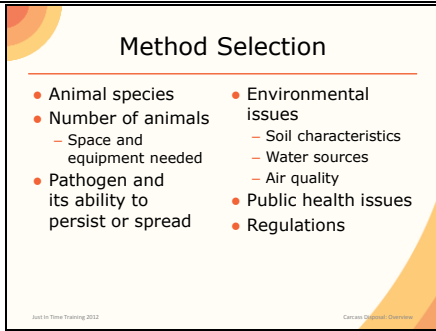 Method Selection
• Animal species
• Number of animals
– Space and
equipment needed
• Pathogen and
its ability to
persist or spread
• Environmental
issues
– Soil characteristics
– Water sources
– Air quality
• Public health issues
• Regulations
Just In Time Training 2012
Carcass Disposal: Overview